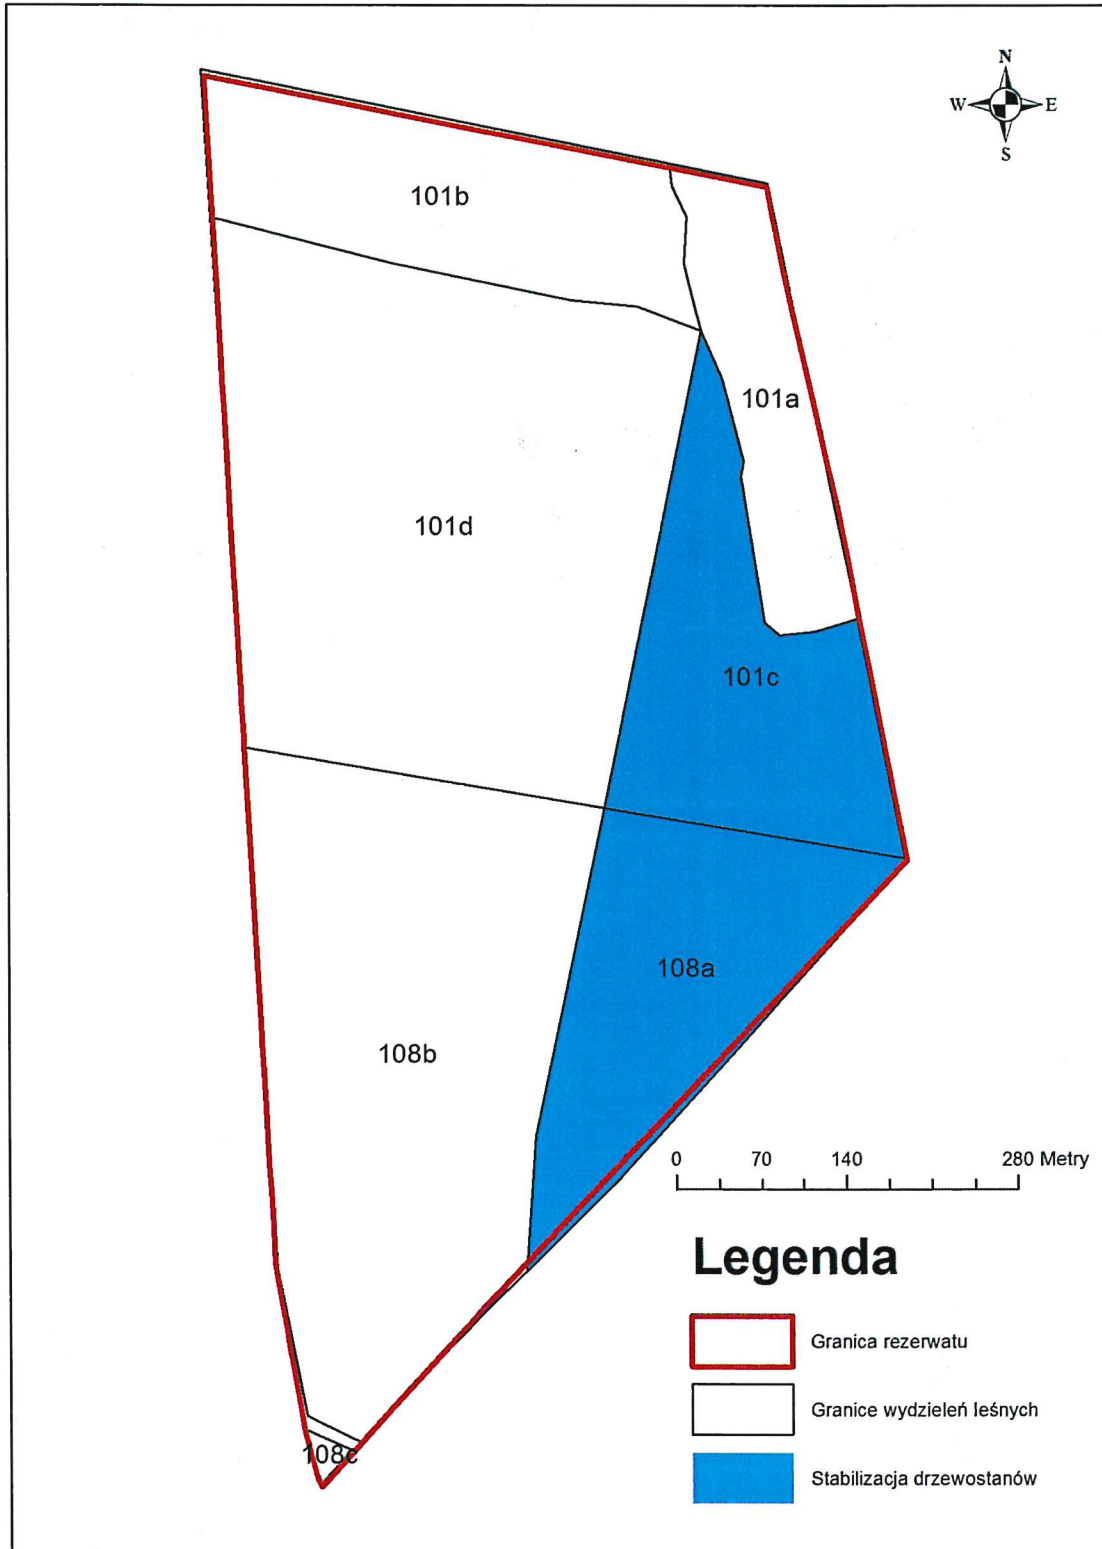 N
W E
S
101b
101a
101d
101c
108a
108b
0 70 140 280 Metry
Legenda
Granica rezerwatu
Granice wydzieleń leśnych
108c
Stabilizacja drzewostanów